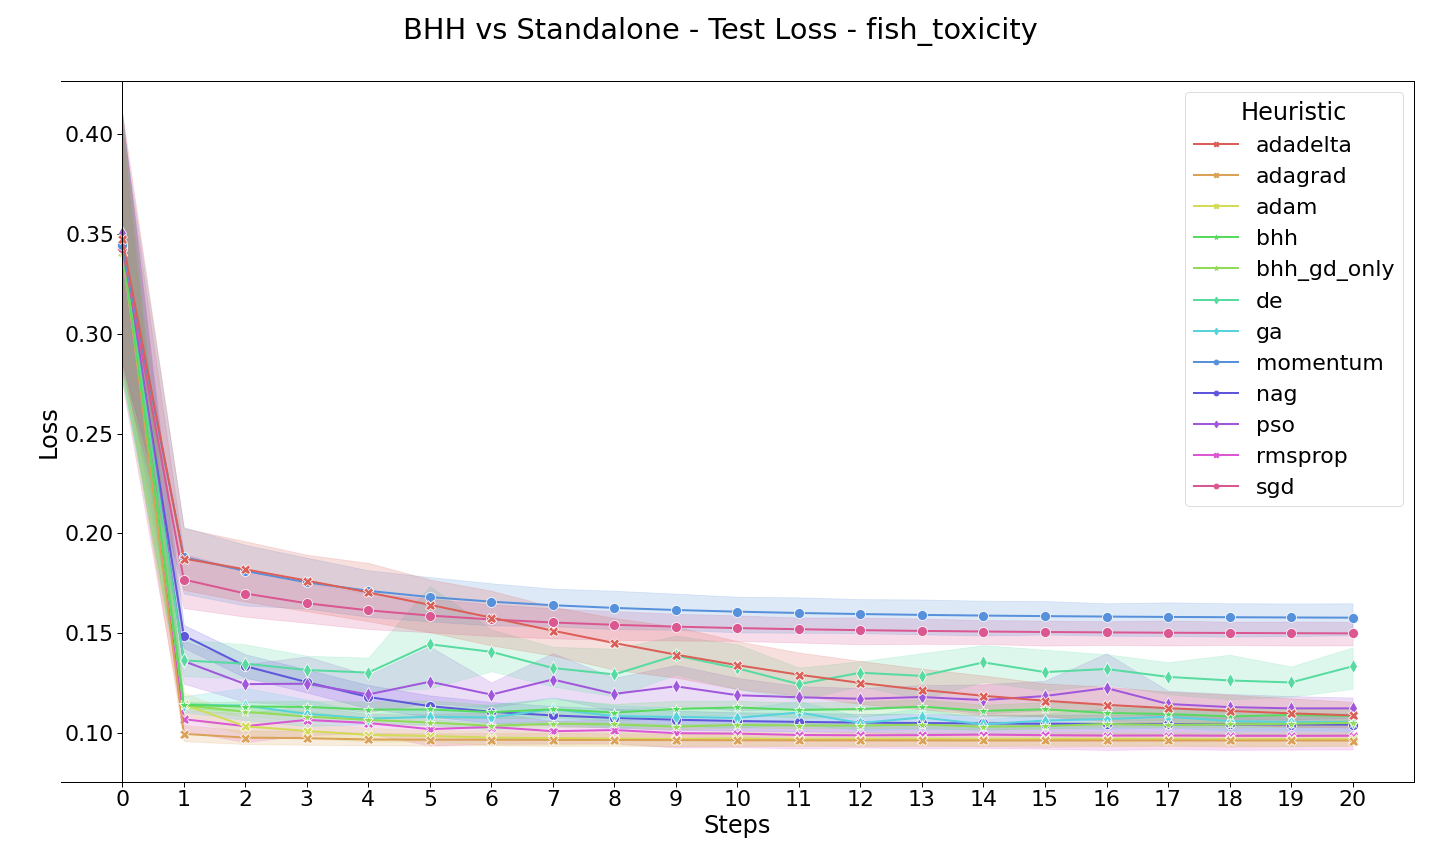 BHH vs Standalone - Test Loss - fish_toxicity
Heuristic
adadelta
adagrad
adam
bhh
bhh_gd_only
de
ga
momentum
nag
pso
rmsprop
sgd
Loss
0.40
0.35
0.30
0.25
0.20
0.15
0.10
0 1 2 3 4 5 6 7 8 9 10 11 12 13 14 15 16 17 18 19 20
Steps